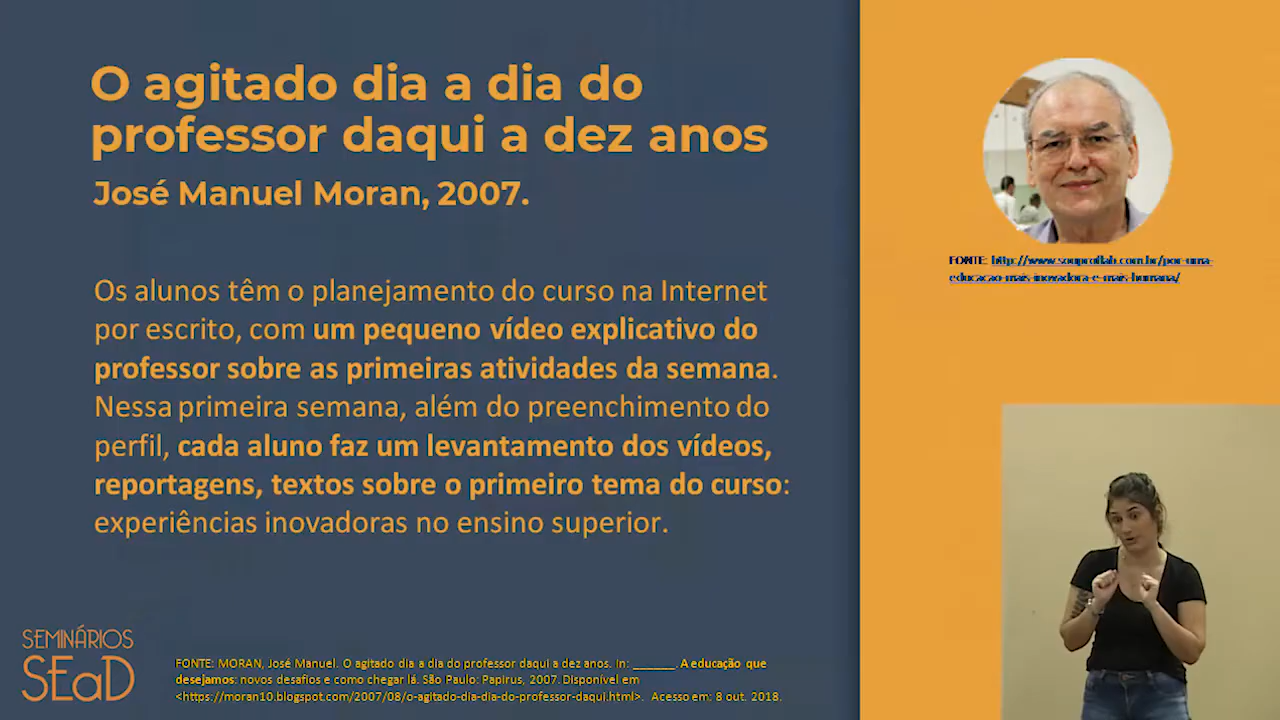 O agitado dia a dia do
professor daqui a dez anos
José Manuel Moran, 2007.
Os alunos têm o planejamento do curso na Internet
por escrito, com um pequeno vídeo explicativo do
professor sobre as primeiras atividades da semana.
Nessa primeira semana, além do preenchimento do
perfil, cada aluno faz um levantamento dos vídeos,
reportagens, textos sobre o primeiro tema do curso:
experiências inovadoras no ensino superior.
FONTE: http://www.souproflab.com.br/por-uma-
educacao-mais-inovadora-e-mais-humana/
SEMINÁRIOS
SEaD
FONTE: MORAN, José Manuel. O agitado dia a dia do professor daqui a dez anos. In: ______. A educação que
desejamos: novos desafios e como chegar lá. São Paulo: Papirus, 2007. Disponível em
<https://moran10.blogspot.com/2007/08/o-agitado-dia-dia-do-professor-daqui.html>. Acesso em: 8 out. 2018.